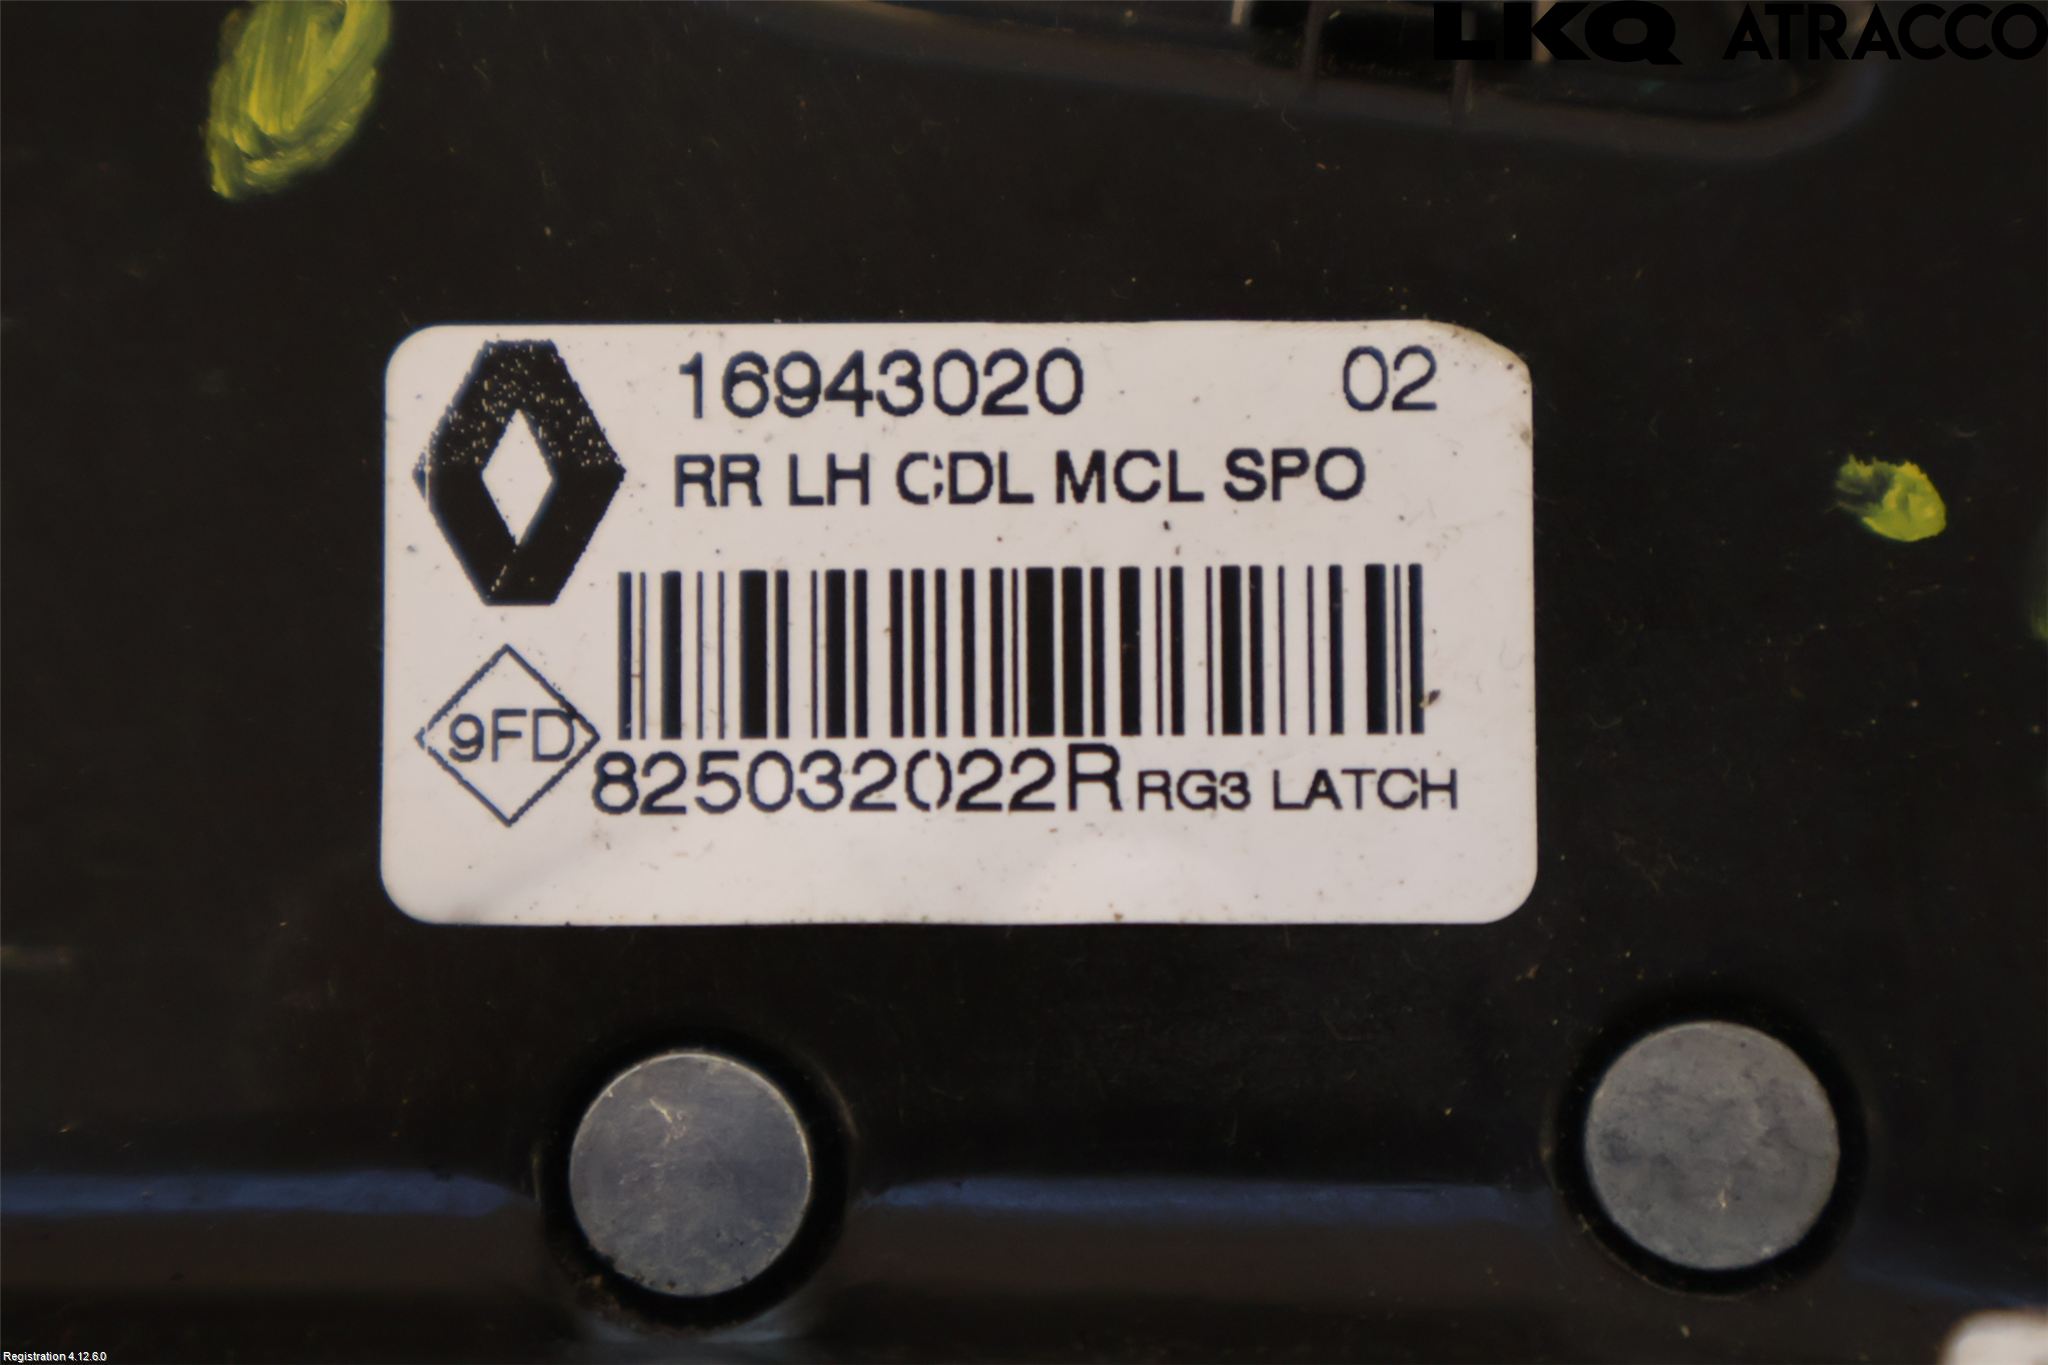 LKQ ATRACCO
16943020 02
RR LH CDL MCL SPO
9FD
825032022R RG3 LATCH
Registration 4.12.6.0